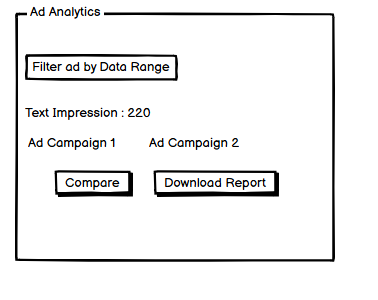 Ad Analytics
Filter ad by Data Range
Text Impression : 220
Ad Campaign 1 Ad Campaign 2
Compare Download Report